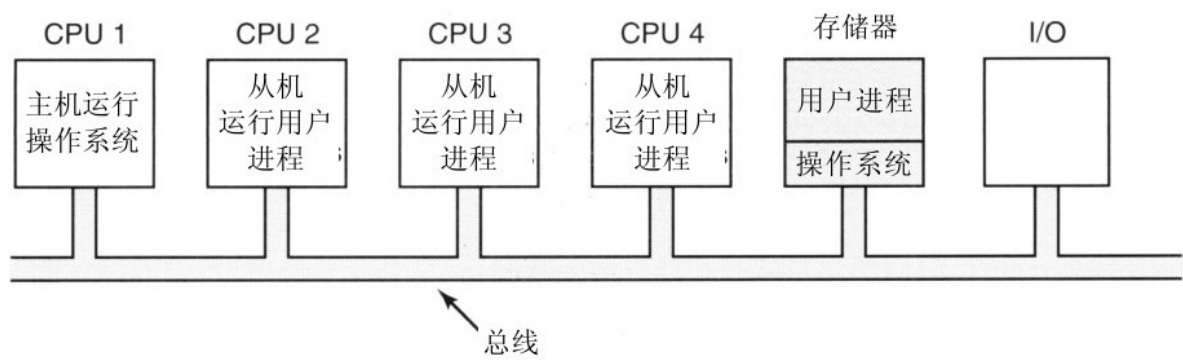 CPU 1
CPU 2
CPU 3
CPU 4
存储器
I/O
主机运行
操作系统
从机
运行用户
进程
从机
运行用户
进程
从机
运行用户
进程
用户进程
操作系统
总线